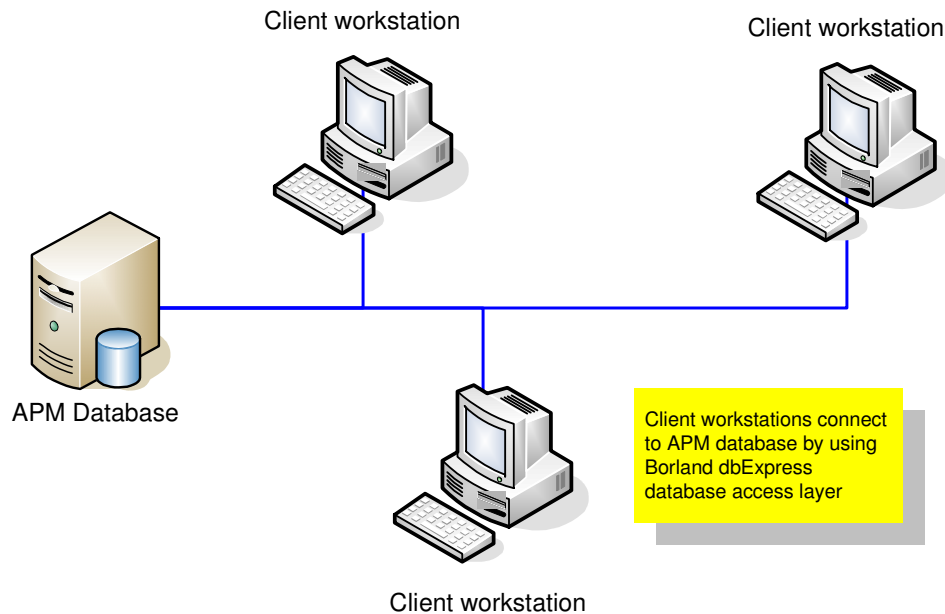 Client workstation
Client workstation
APM Database
Client workstations connect
to APM database by using
Borland dbExpress
database access layer
Client workstation